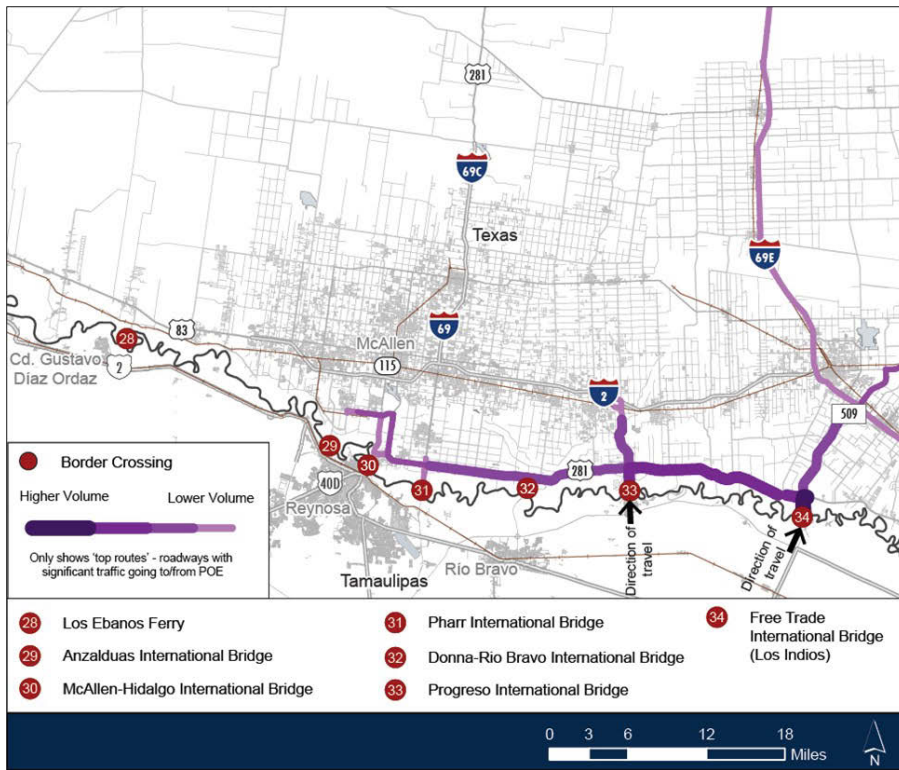 281
69C
Texas
69E
69
28
83
McAllen
Cd. Gustavo
Díaz Ordaz
2
115
2
509
29
30
281
40D
Reynosa
31
32
33
34
Tamaulipas
Río Bravo
Direction of
travel
Direction of
travel
Border Crossing
Higher Volume
Lower Volume
Only shows 'top routes' - roadways with
significant traffic going to/from POE
28 Los Ebanos Ferry
29 Anzalduas International Bridge
30 McAllen-Hidalgo International Bridge
31 Pharr International Bridge
32 Donna-Rio Bravo International Bridge
33 Progreso International Bridge
34 Free Trade
International Bridge
(Los Indios)
0 3 6 12 18
Miles
N